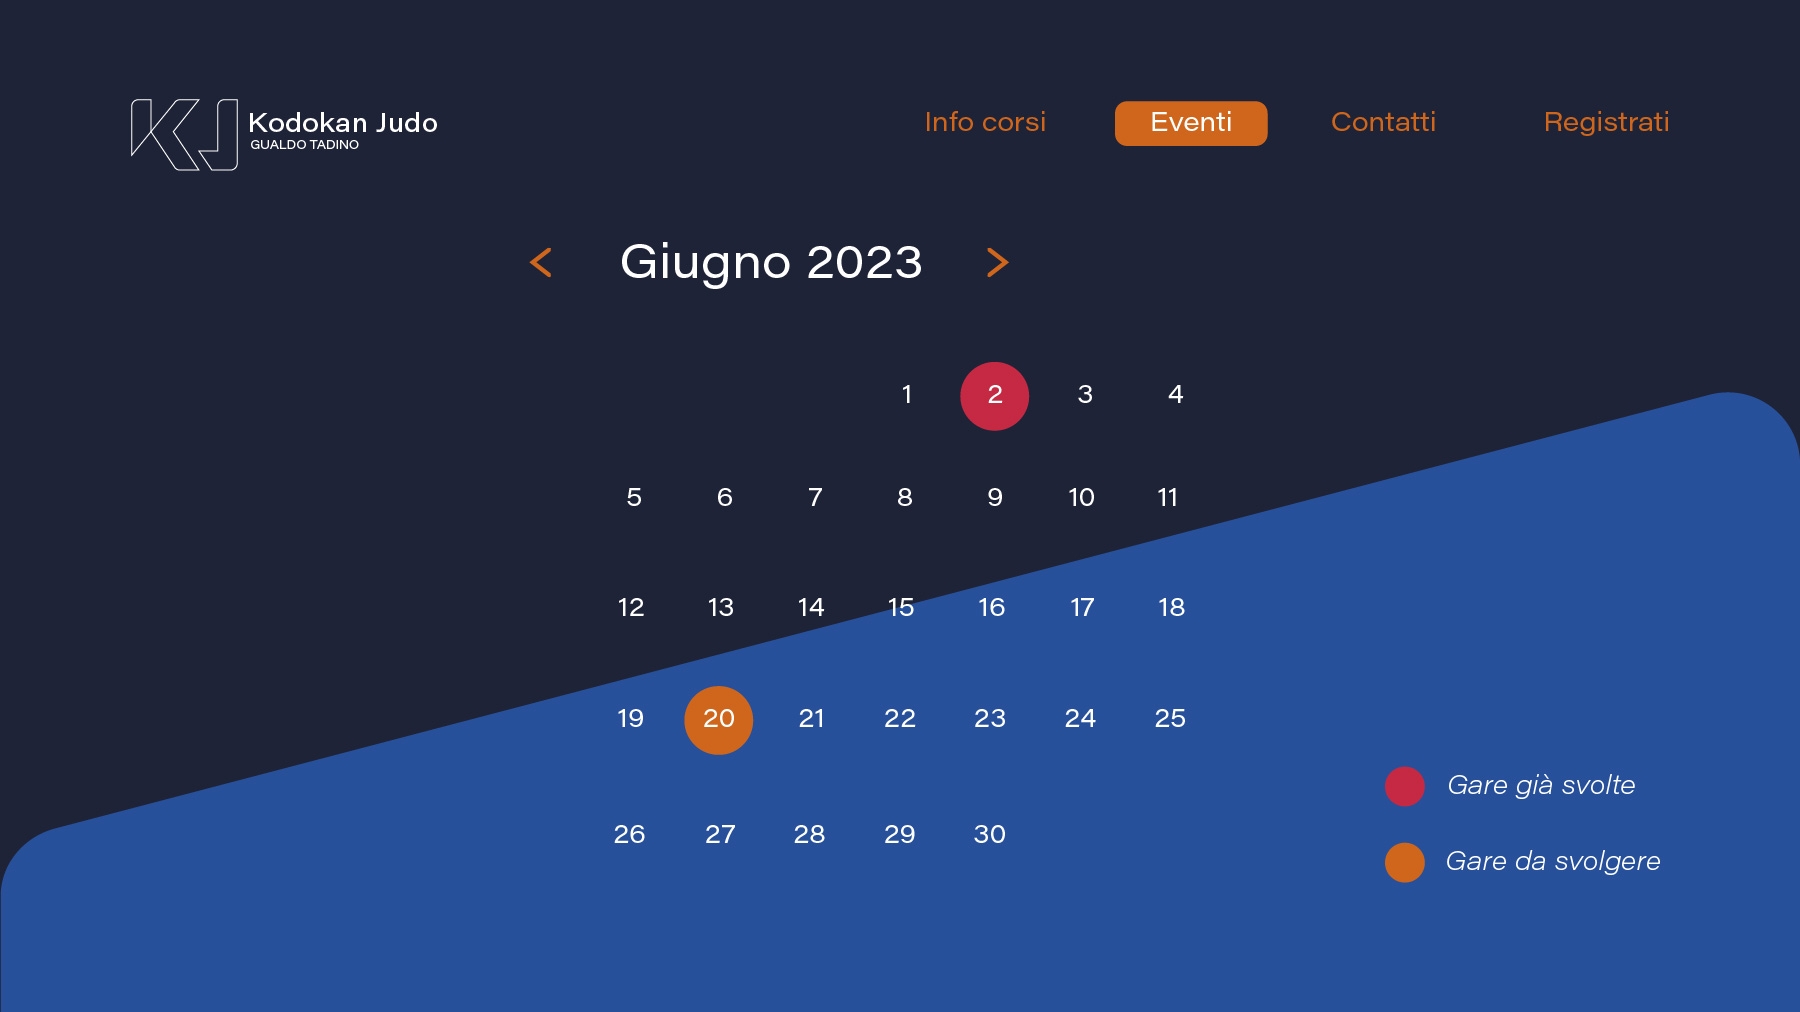 KJ Kodokan Judo
GUALDO TADINO
Info corsi Eventi Contatti Registrati
< Giugno 2023 >
1 2 3 4
5 6 7 8 9 10 11
12 13 14 15 16 17 18
19 20 21 22 23 24 25
26 27 28 29 30
Gare già svolte
Gare da svolgere